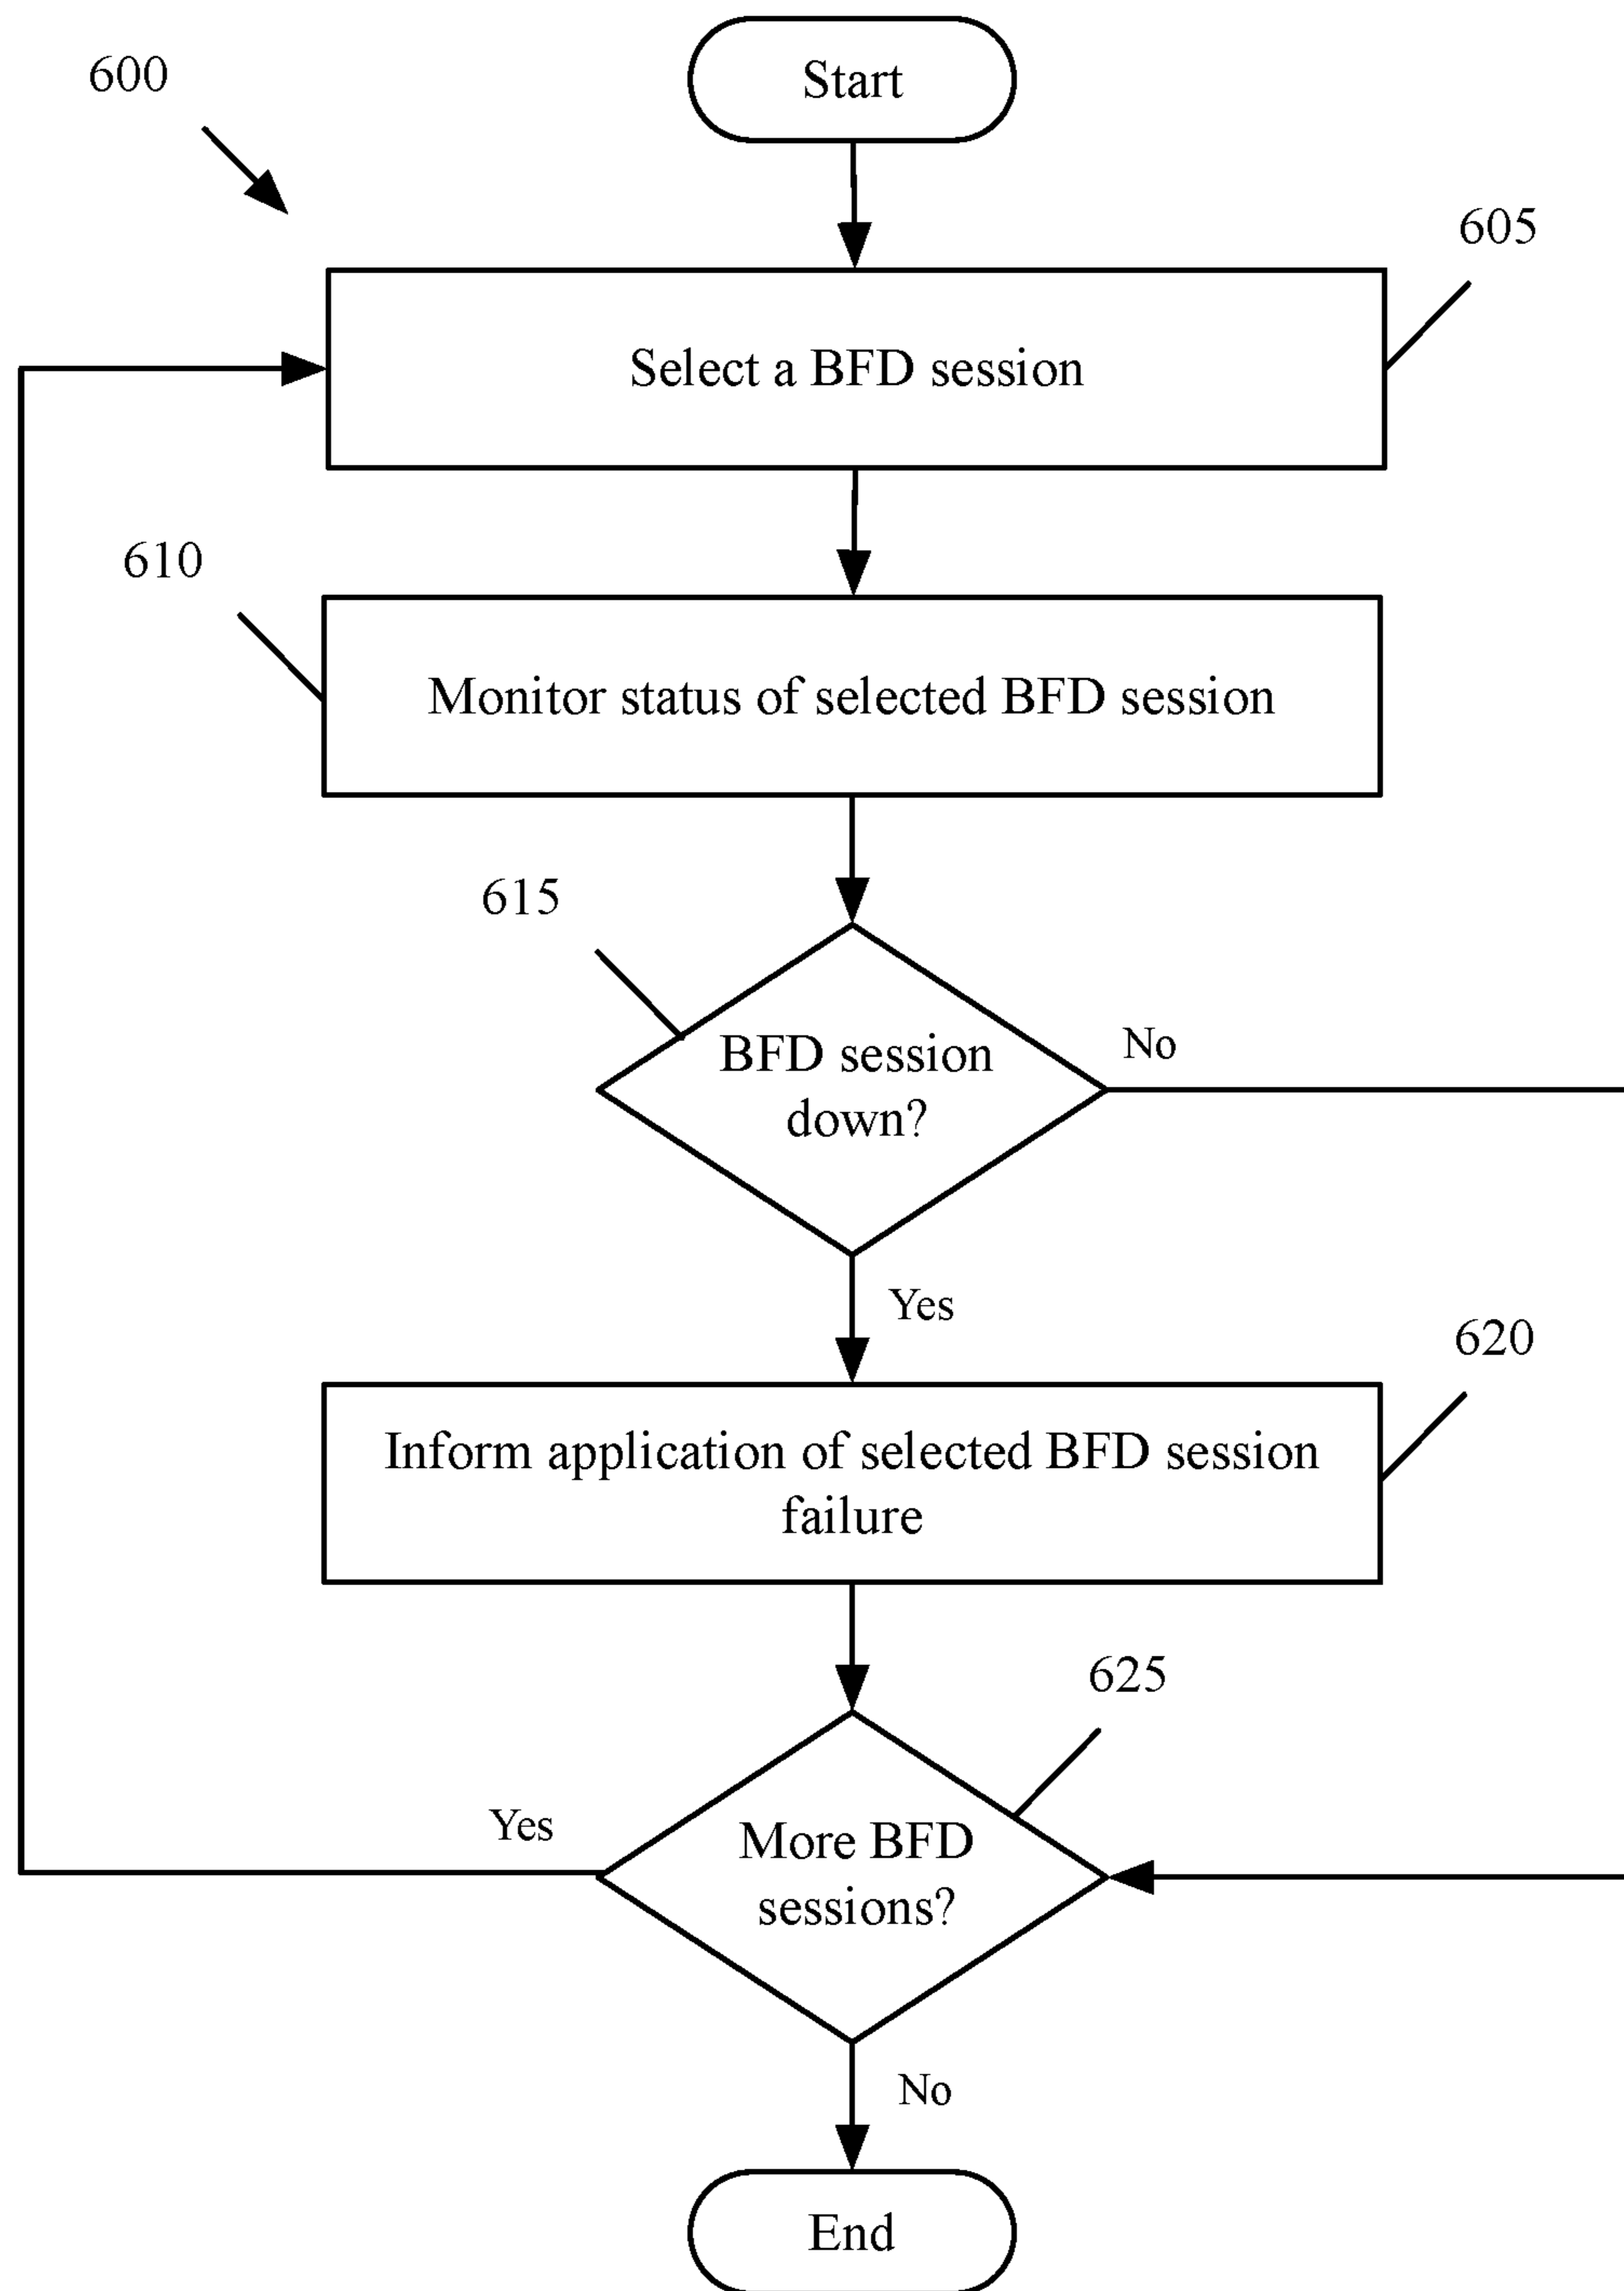 600
Start
605
Select a BFD session
610
Monitor status of selected BFD session
615
BFD session
down?
No
Yes
620
Inform application of selected BFD session
failure
625
Yes
More BFD
sessions?
No
End